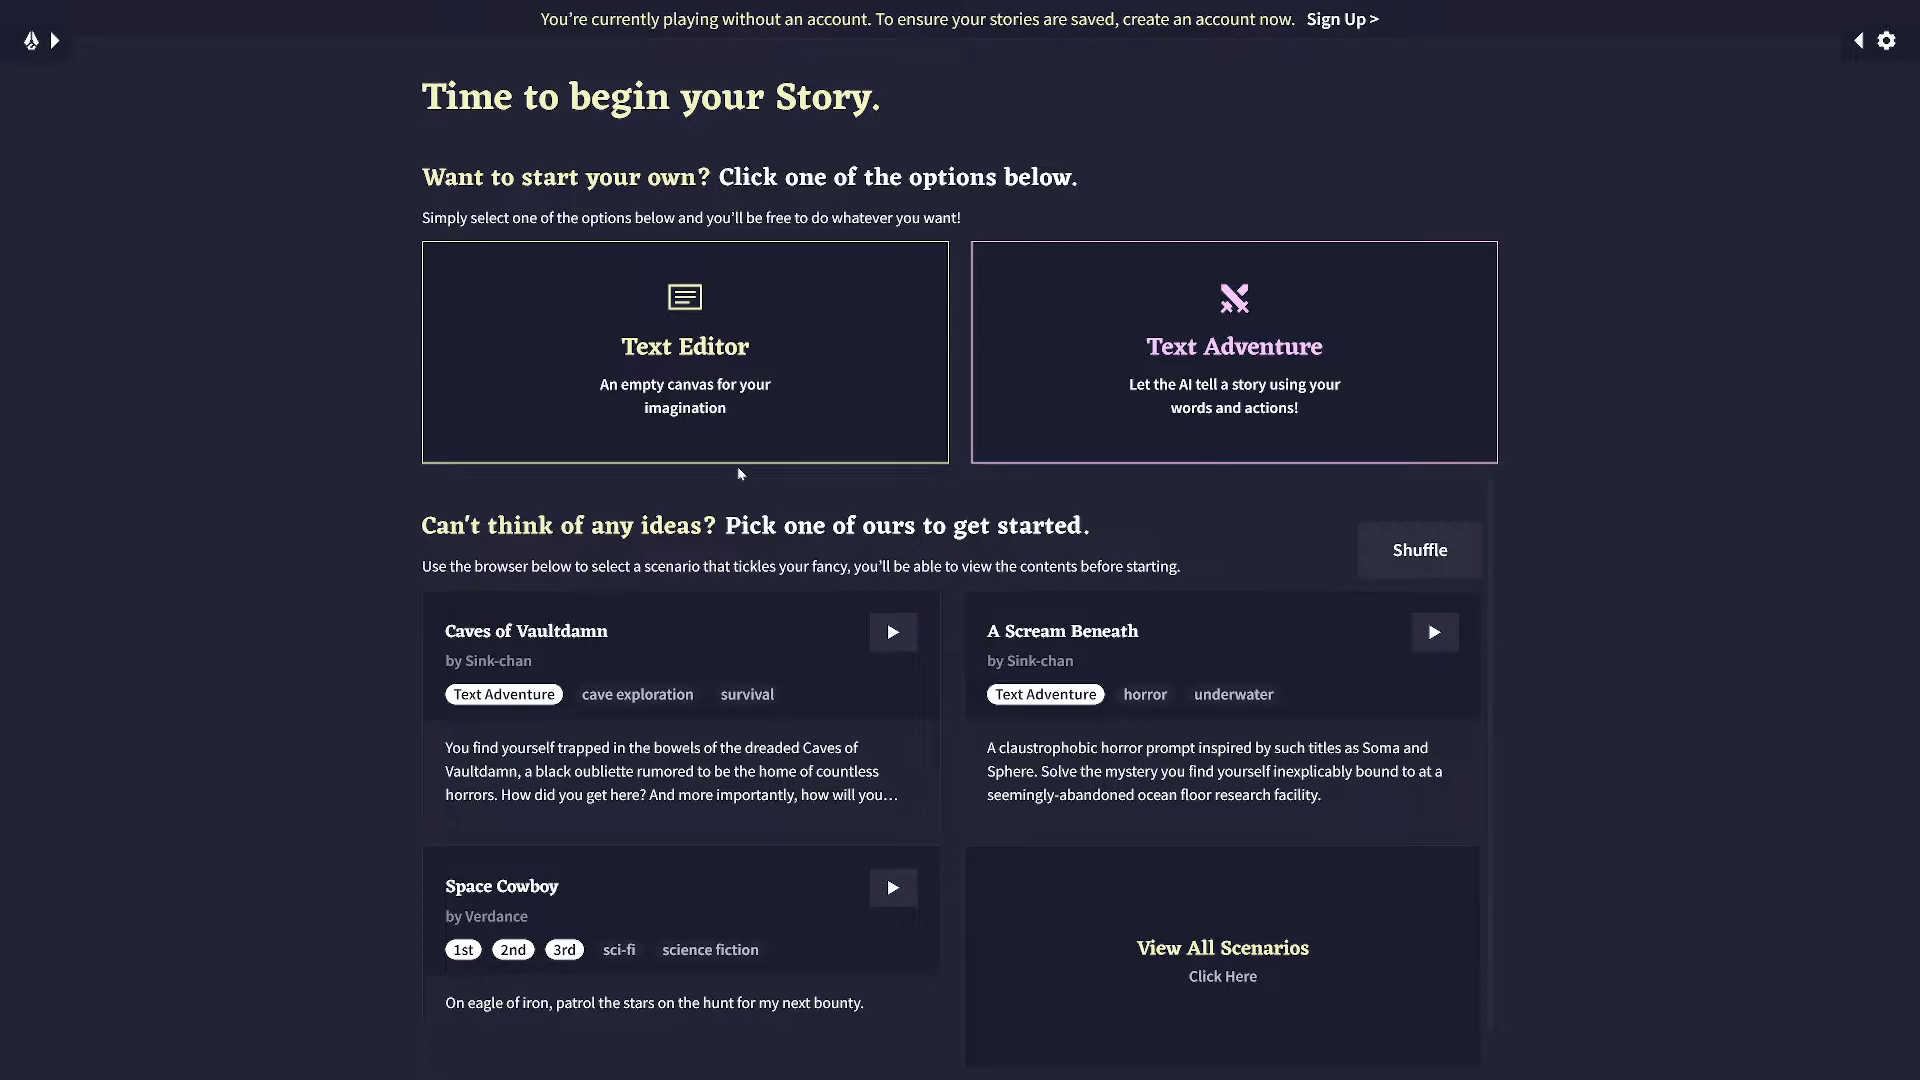 You're currently playing without an account. To ensure your stories are saved, create an account now. Sign Up >
Time to begin your Story.
Want to start your own? Click one of the options below.
Simply select one of the options below and you'll be free to do whatever you want!
Text Editor
An empty canvas for your
imagination
Text Adventure
Let the AI tell a story using your
words and actions!
Can't think of any ideas? Pick one of ours to get started.
Use the browser below to select a scenario that tickles your fancy, you'll be able to view the contents before starting.
Shuffle
Caves of Vaultdamn
by Sink-chan
Text Adventure cave exploration survival
You find yourself trapped in the bowels of the dreaded Caves of
Vaultdamn, a black oubliette rumored to be the home of countless
horrors. How did you get here? And more importantly, how will you…
A Scream Beneath
by Sink-chan
Text Adventure horror underwater
A claustrophobic horror prompt inspired by such titles as Soma and
Sphere. Solve the mystery you find yourself inexplicably bound to at a
seemingly-abandoned ocean floor research facility.
Space Cowboy
by Verdance
1st 2nd 3rd sci-fi science fiction
On eagle of iron, patrol the stars on the hunt for my next bounty.
View All Scenarios
Click Here